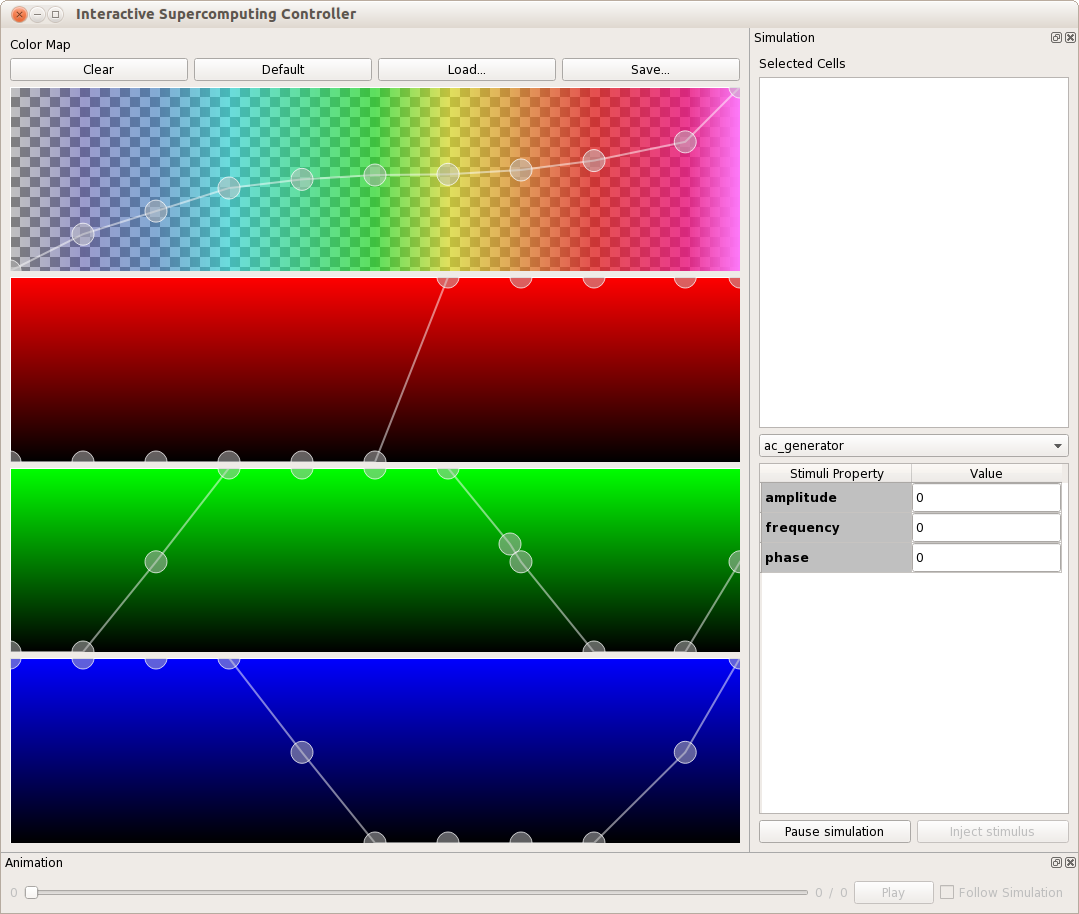 Interactive Supercomputing Controller
Color Map
Clear
Default
Load...
Save...
Simulation
Selected Cells
ac_generator
Stimuli Property
Value
amplitude
0
frequency
0
phase
0
Pause simulation
Inject stimulus
Animation
0
0 / 0
Play
Follow Simulation